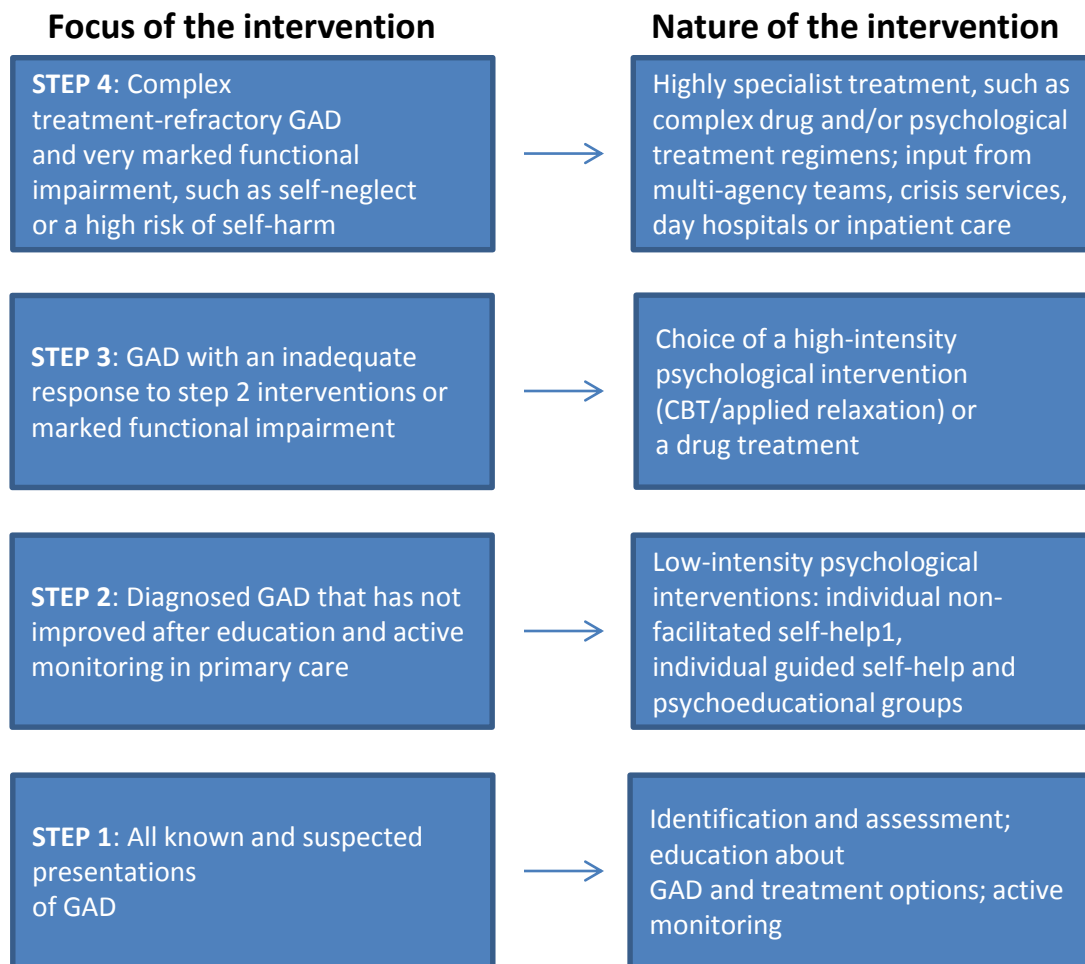 Focus of the intervention
Nature of the intervention
STEP 4: Complex
treatment-refractory GAD
and very marked functional
impairment, such as self-neglect
or a high risk of self-harm
Highly specialist treatment, such as
complex drug and/or psychological
treatment regimens; input from
multi-agency teams, crisis services,
day hospitals or inpatient care
STEP 3: GAD with an inadequate
response to step 2 interventions or
marked functional impairment
Choice of a high-intensity
psychological intervention
(CBT/applied relaxation) or
a drug treatment
STEP 2: Diagnosed GAD that has not
improved after education and active
monitoring in primary care
Low-intensity psychological
interventions: individual non-
facilitated self-help1,
individual guided self-help and
psychoeducational groups
STEP 1: All known and suspected
presentations
of GAD
Identification and assessment;
education about
GAD and treatment options; active
monitoring